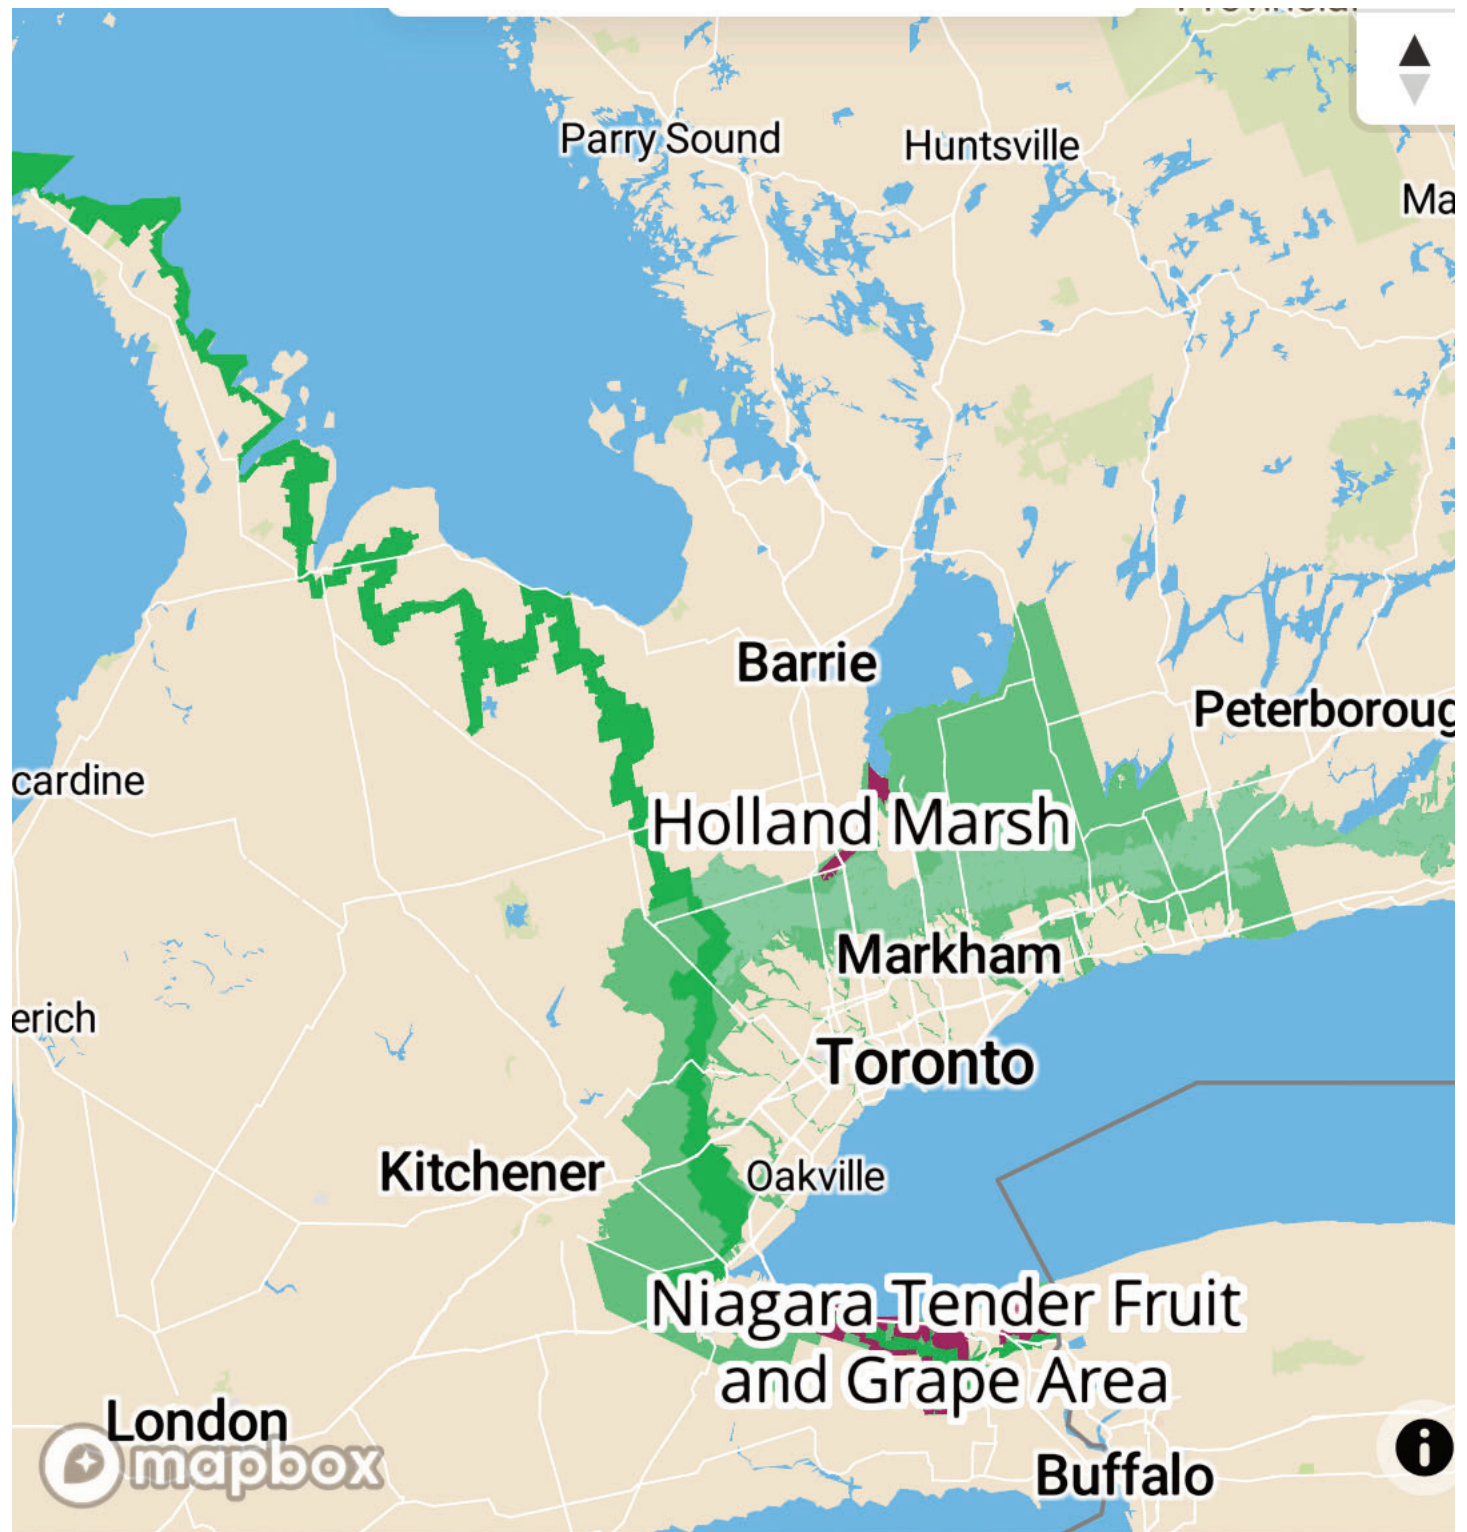 Parry Sound
Huntsville
Ma
Barrie
Peterboroug
cardine
Holland Marsh
Markham
erich
Toronto
Kitchener
Oakville
Niagara Tender Fruit
and Grape Area
London
mapbox
Buffalo
i